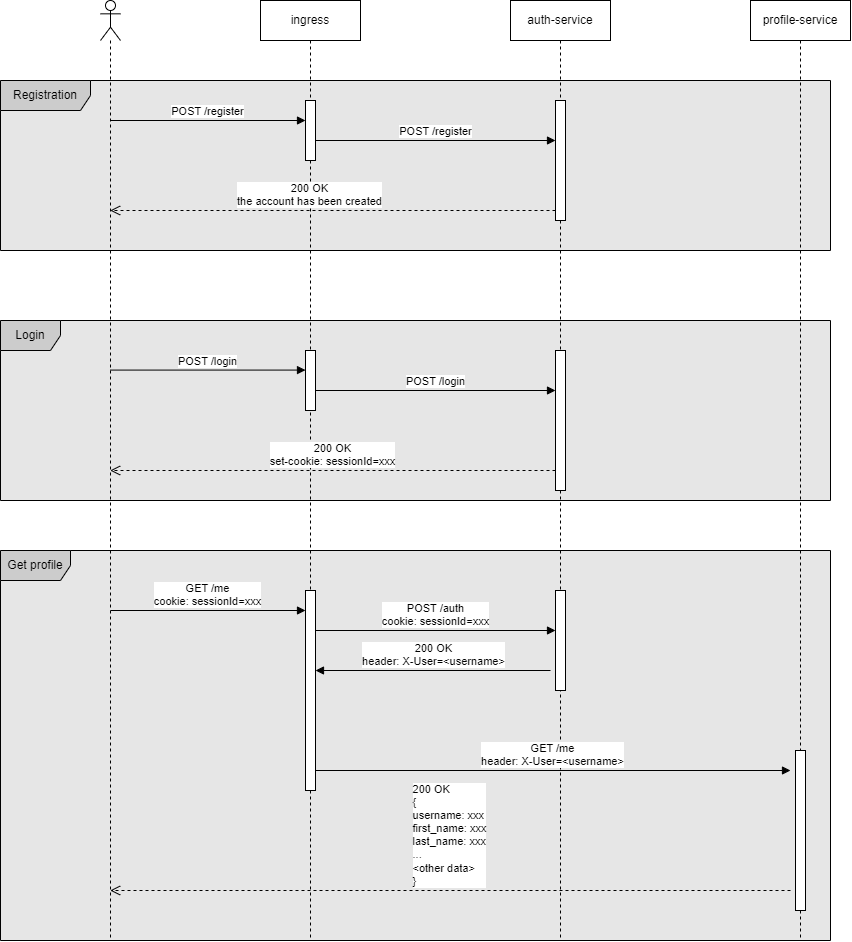 ingress
auth-service
profile-service
Registration
POST /register
POST /register
200 OK
the account has been created
Login
POST /login
POST /login
200 OK
set-cookie: sessionId=xxx
Get profile
GET /me
cookie: sessionId=xxx
POST /auth
cookie: sessionId=xxx
200 OK
header: X-User=<username>
GET /me
header: X-User=<username>
200 OK
{
username: xxx
first_name: xxx
last_name: xxx
...
<other data>
}